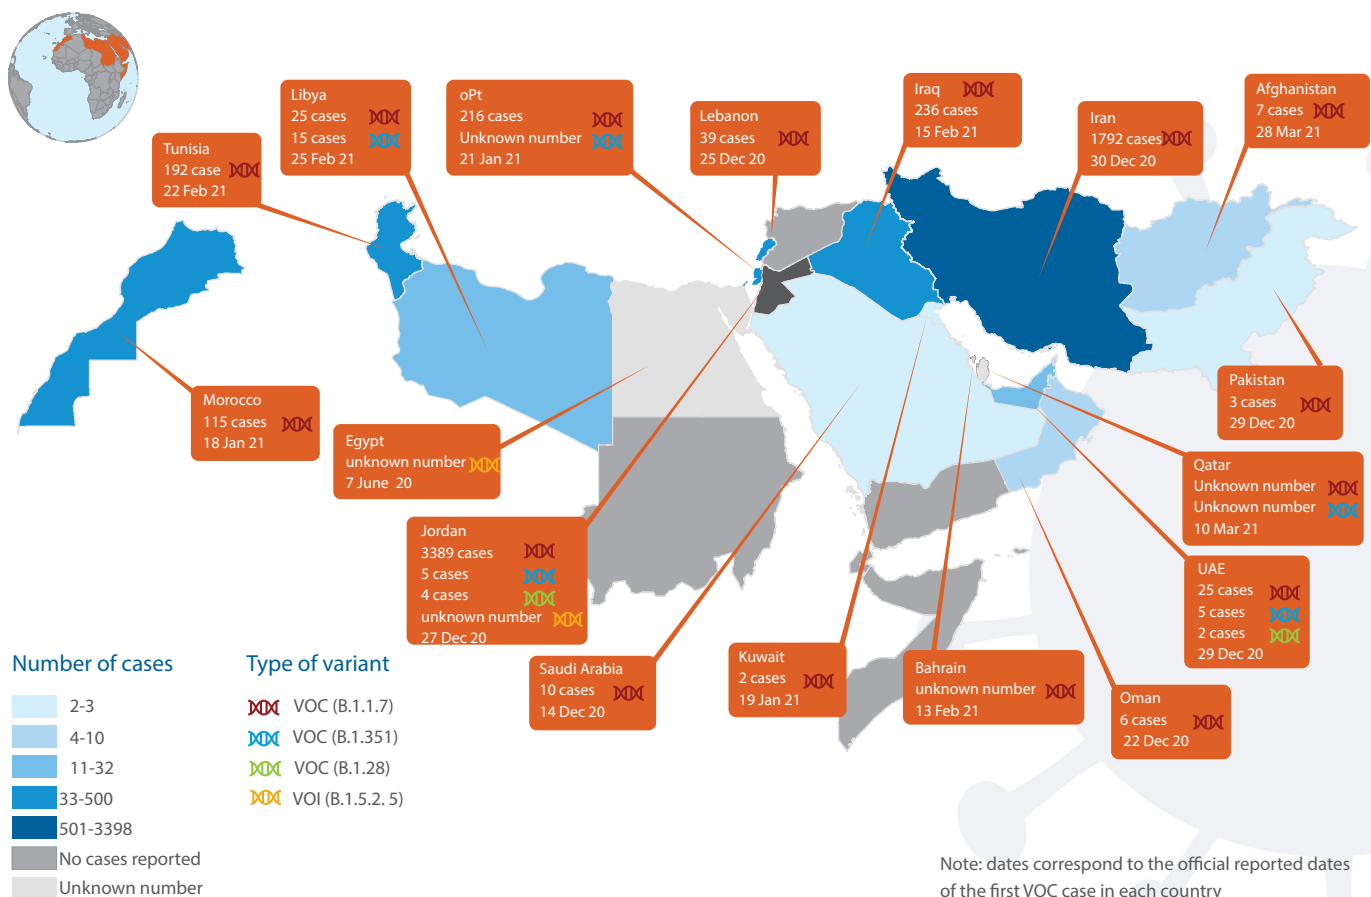 Libya
25 cases
15 cases
25 Feb 21
oPt
216 cases
Unknown number
21 Jan 21
Lebanon
39 cases
25 Dec 20
Iraq
236 cases
15 Feb 21
Iran
1792 cases
30 Dec 20
Afghanistan
7 cases
28 Mar 21
Tunisia
192 case
22 Feb 21
Morocco
115 cases
18 Jan 21
Egypt
unknown number
7 June 20
Pakistan
3 cases
29 Dec 20
Qatar
Unknown number
Unknown number
10 Mar 21
Jordan
3389 cases
5 cases
4 cases
unknown number
27 Dec 20
UAE
25 cases
5 cases
2 cases
29 Dec 20
Saudi Arabia
10 cases
14 Dec 20
Kuwait
2 cases
19 Jan 21
Bahrain
unknown number
13 Feb 21
Oman
6 cases
22 Dec 20
Number of cases
2-3
4-10
11-32
33-500
501-3398
No cases reported
Unknown number
Type of variant
VOC (B.1.1.7)
VOC (B.1.351)
VOC (B.1.28)
VOI (B.1.5.2. 5)
Note: dates correspond to the official reported dates
of the first VOC case in each country